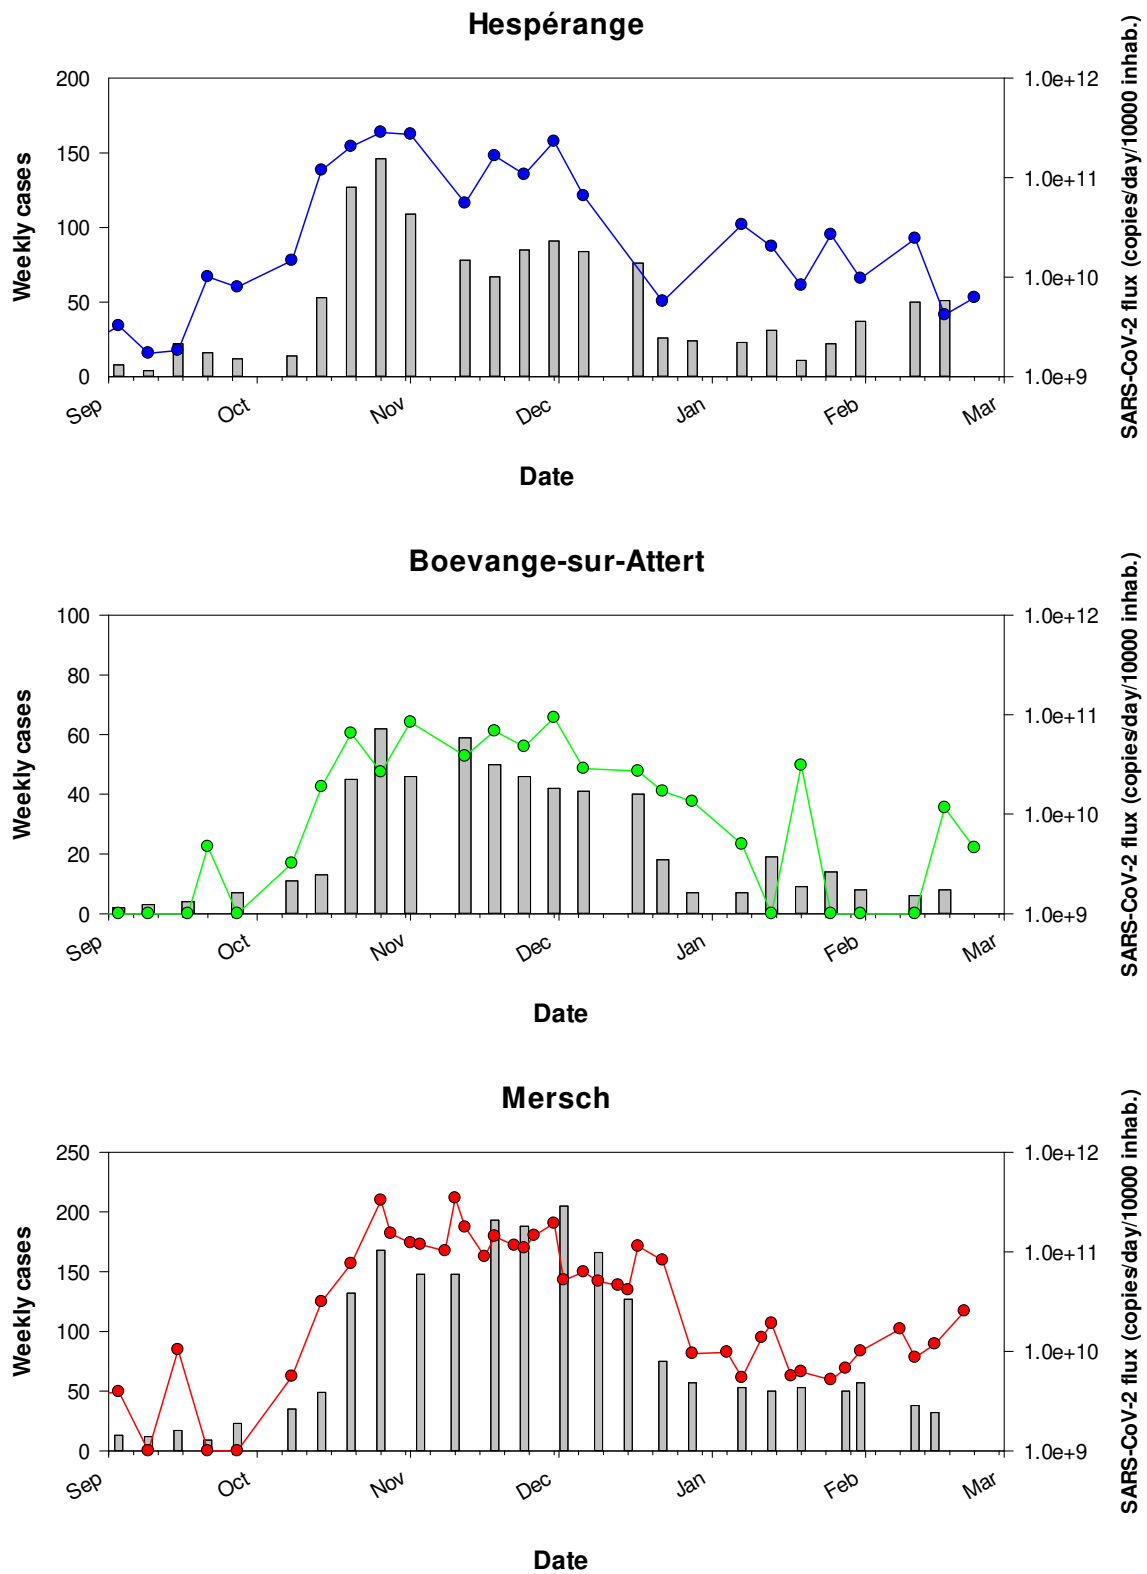 Hespérange
200
150
100
50
0
Weekly cases
1.0e+12
1.0e+11
1.0e+10
1.0e+9
SARS-CoV-2 flux (copies/day/10000 inhab.)
Sep
Oct
Nov
Dec
Jan
Feb
Mar
Date
Boevange-sur-Attert
100
80
60
40
20
0
Weekly cases
1.0e+12
1.0e+11
1.0e+10
1.0e+9
SARS-CoV-2 flux (copies/day/10000 inhab.)
Sep
Oct
Nov
Dec
Jan
Feb
Mar
Date
Mersch
250
200
150
100
50
0
Weekly cases
1.0e+12
1.0e+11
1.0e+10
1.0e+9
SARS-CoV-2 flux (copies/day/10000 inhab.)
Sep
Oct
Nov
Dec
Jan
Feb
Mar
Date